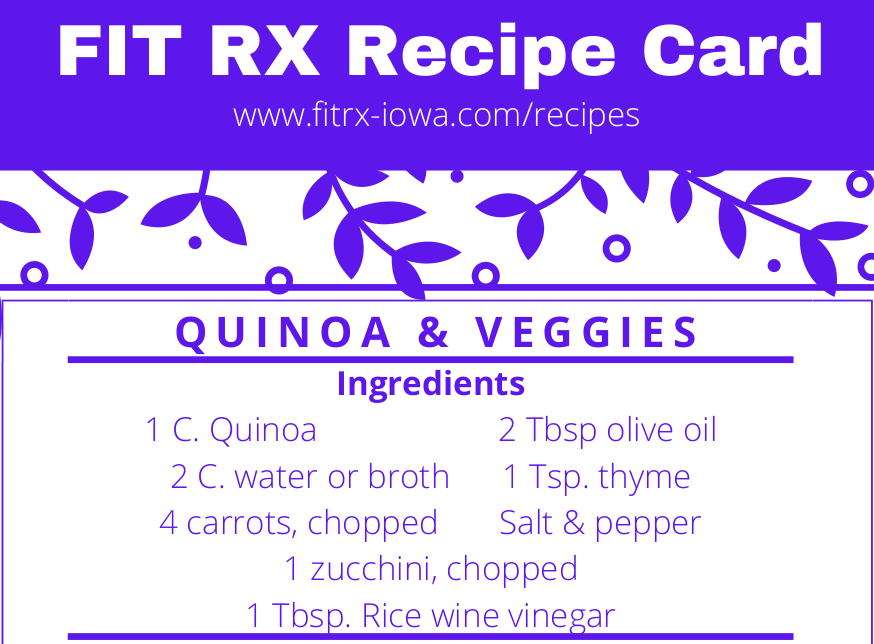 FIT RX Recipe Card
www.fitrx-iowa.com/recipes
QUINOA & VEGGIES
Ingredients
1 C. Quinoa 2 Tbsp olive oil
2 C. water or broth 1 Tsp. thyme
4 carrots, chopped Salt & pepper
1 zucchini, chopped
1 Tbsp. Rice wine vinegar